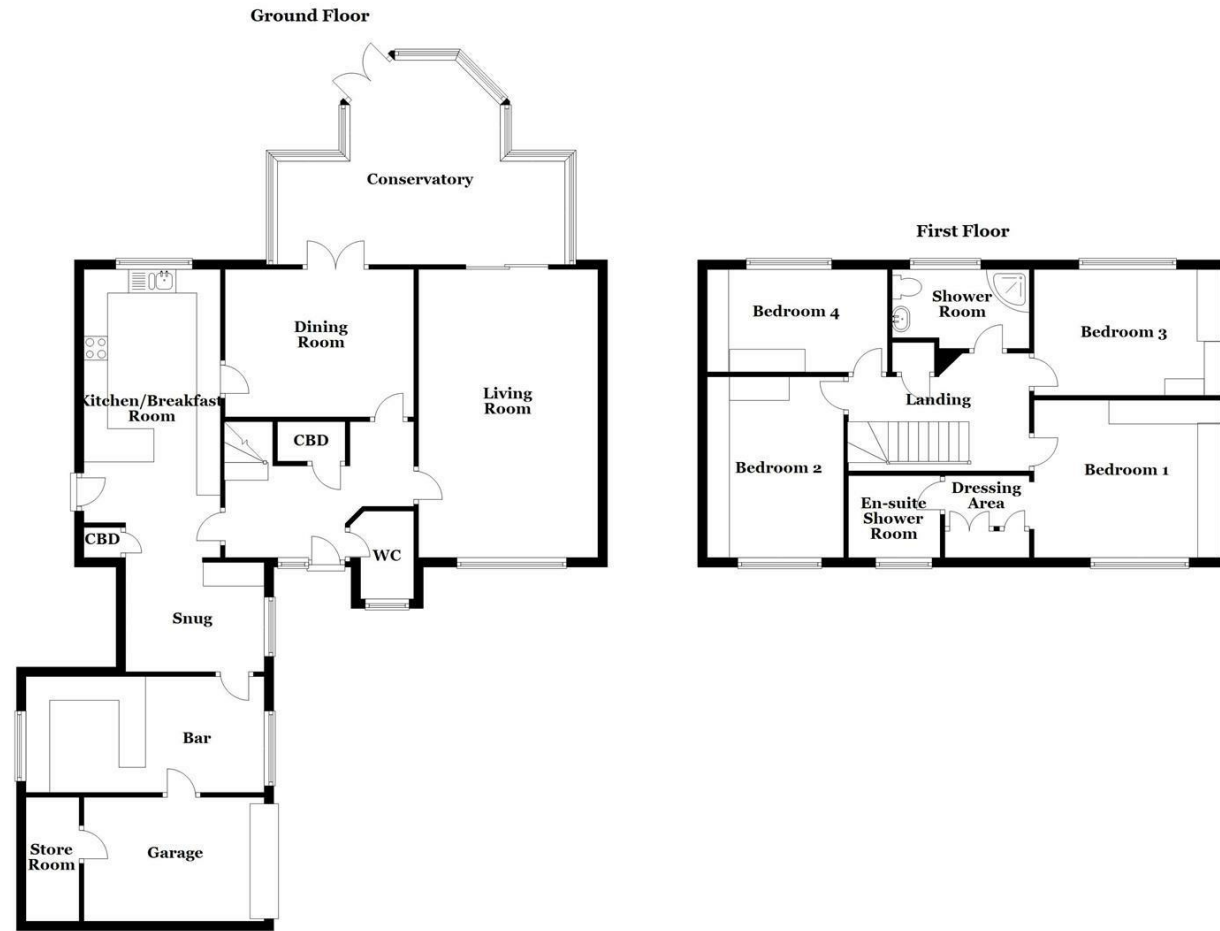 Ground Floor
Conservatory
Dining
Room
Kitchen/Breakfast
Room
Living
Room
CBD
CBD
WC
Snug
Bar
Store
Room
Garage
First Floor
Bedroom 4
Shower
Room
Bedroom 3
Landing
Bedroom 2
En-suite
Shower
Room
Dressing
Area
Bedroom 1